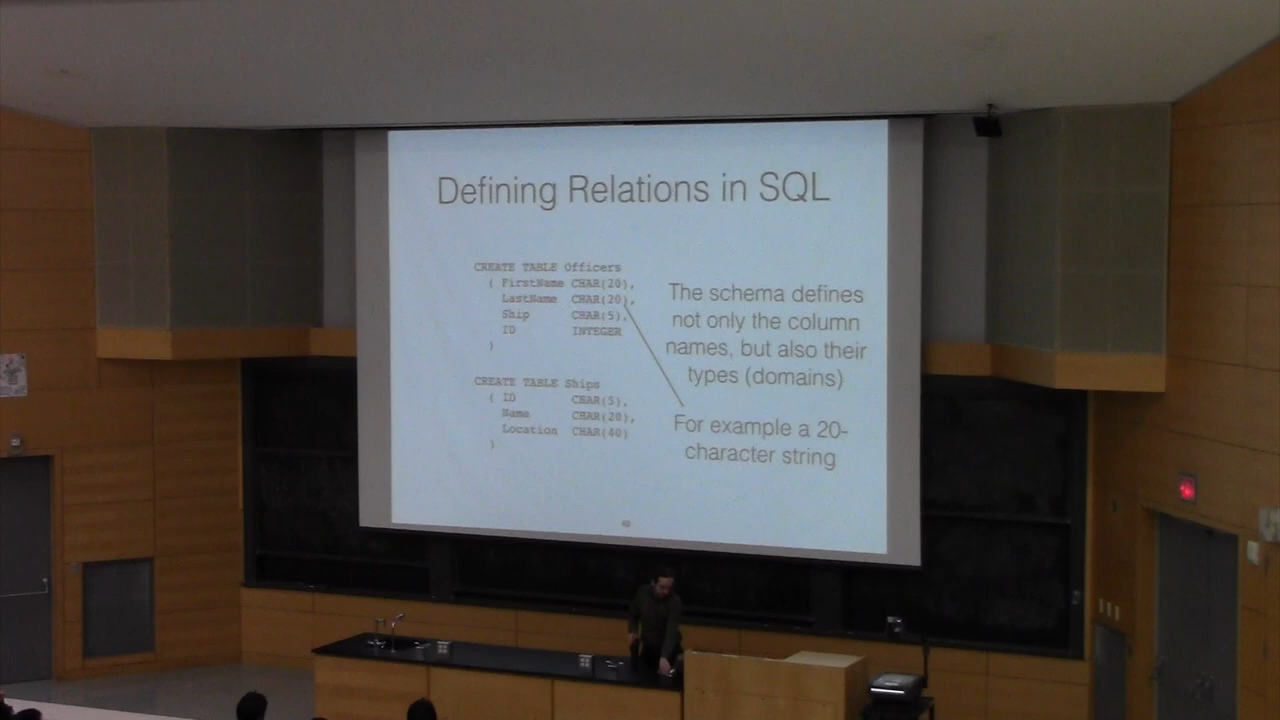 Defining Relations in SQL
CREATE TABLE Officers
( FirstName CHAR(20),
LastName CHAR(20),
Ship CHAR(5),
ID INTEGER
)
CREATE TABLE Ships
( ID CHAR(5),
Name CHAR(20),
Location CHAR(40)
)
The schema defines
not only the column
names, but also their
types (domains)
For example a 20-
character string